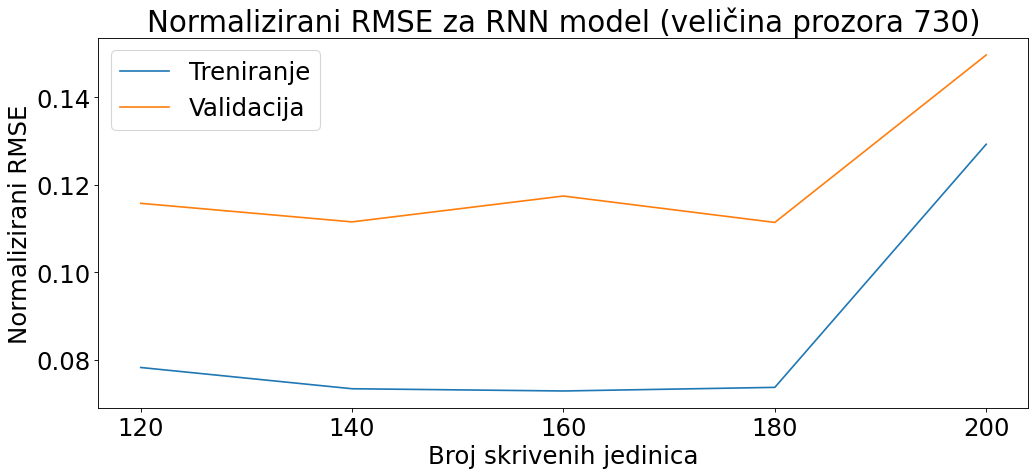 Normalizirani RMSE za RNN model (veličina prozora 730)
Treniranje
Validacija
Normalizirani RMSE
0.14
0.12
0.10
0.08
120 140 160 180 200
Broj skrivenih jedinica